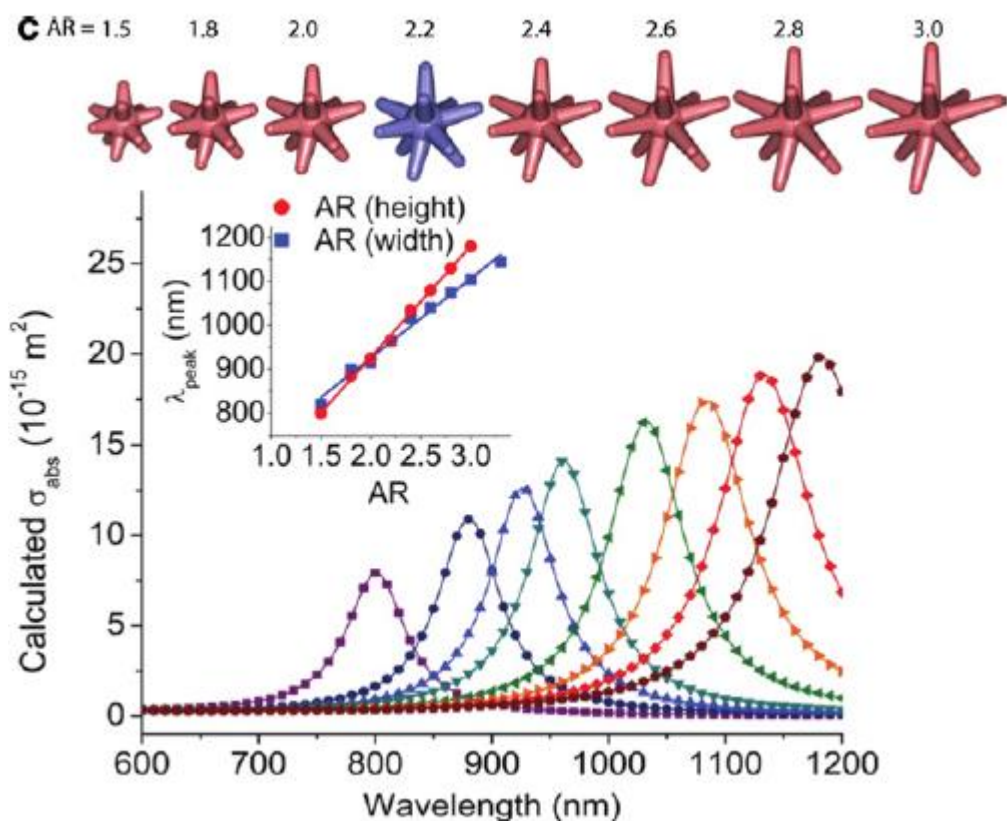 C AR = 1.5 1.8 2.0 2.2 2.4 2.6 2.8 3.0
AR (height)
AR (width)
1200
1100
1000
900
800
λpeak (nm)
1.0 1.5 2.0 2.5 3.0
AR
25
20
15
10
5
0
Calculated σabs (10⁻¹⁵ m²)
600 700 800 900 1000 1100 1200
Wavelength (nm)